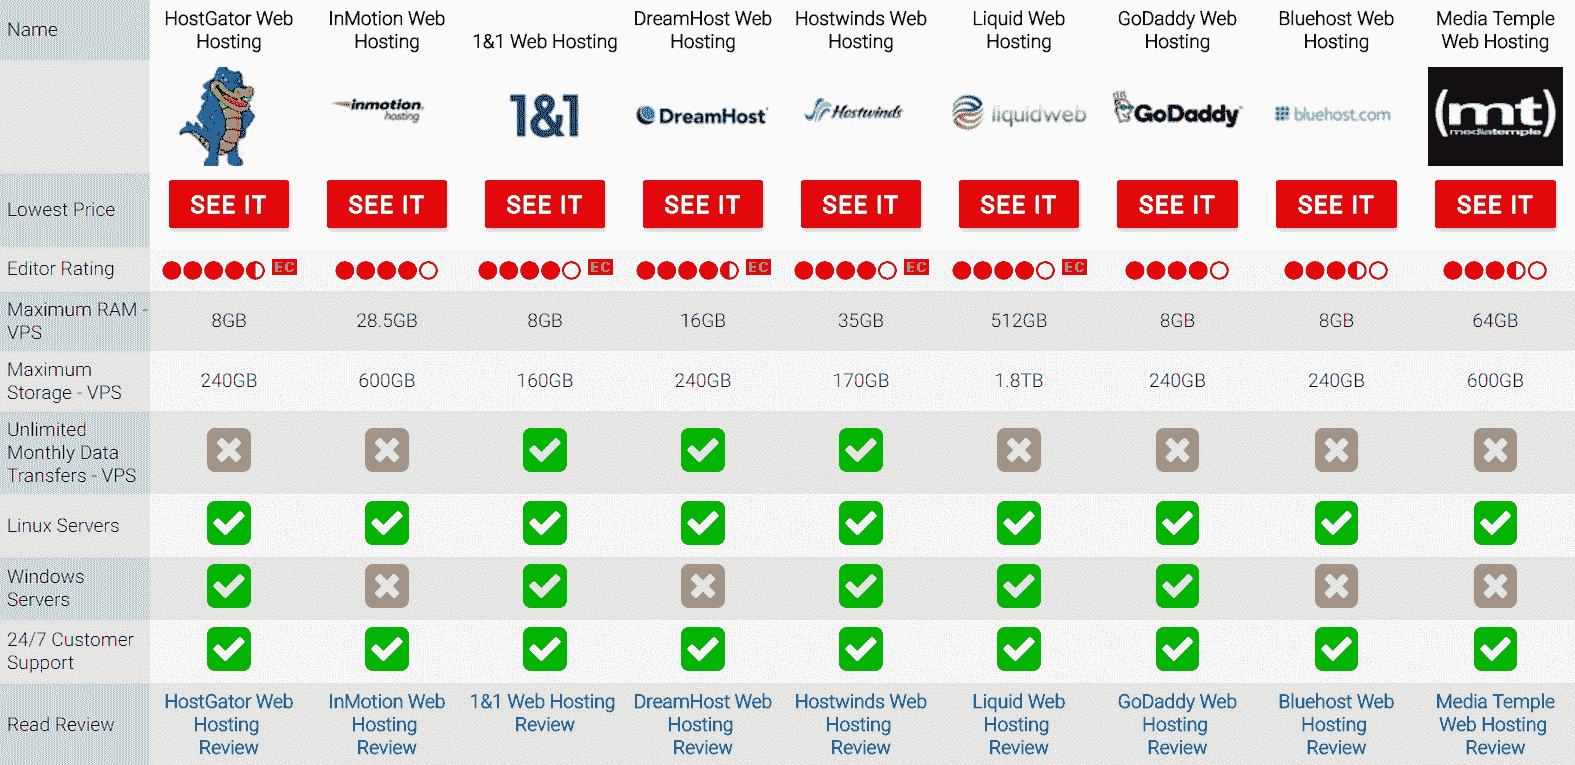 Name
HostGator Web
Hosting
InMotion Web
Hosting
1&1 Web Hosting
DreamHost Web
Hosting
Hostwinds Web
Hosting
Liquid Web
Hosting
GoDaddy Web
Hosting
Bluehost Web
Hosting
Media Temple
Web Hosting
inmotion
hosting
1&1
DreamHost
Hostwinds
liquidweb
GoDaddy
bluehost.com
(mt)
mediatemple
Lowest Price
SEE IT SEE IT SEE IT SEE IT SEE IT SEE IT SEE IT SEE IT SEE IT
Editor Rating
EC EC EC EC EC
Maximum RAM -
VPS
8GB 28.5GB 8GB 16GB 35GB 512GB 8GB 8GB 64GB
Maximum
Storage - VPS
240GB 600GB 160GB 240GB 170GB 1.8TB 240GB 240GB 600GB
Unlimited
Monthly Data
Transfers - VPS
Linux Servers
Windows
Servers
24/7 Customer
Support
Read Review
HostGator Web
Hosting
Review
InMotion Web
Hosting
Review
1&1 Web Hosting
Review
DreamHost Web
Hosting
Review
Hostwinds Web
Hosting
Review
Liquid Web
Hosting
Review
GoDaddy Web
Hosting
Review
Bluehost Web
Hosting
Review
Media Temple
Web Hosting
Review